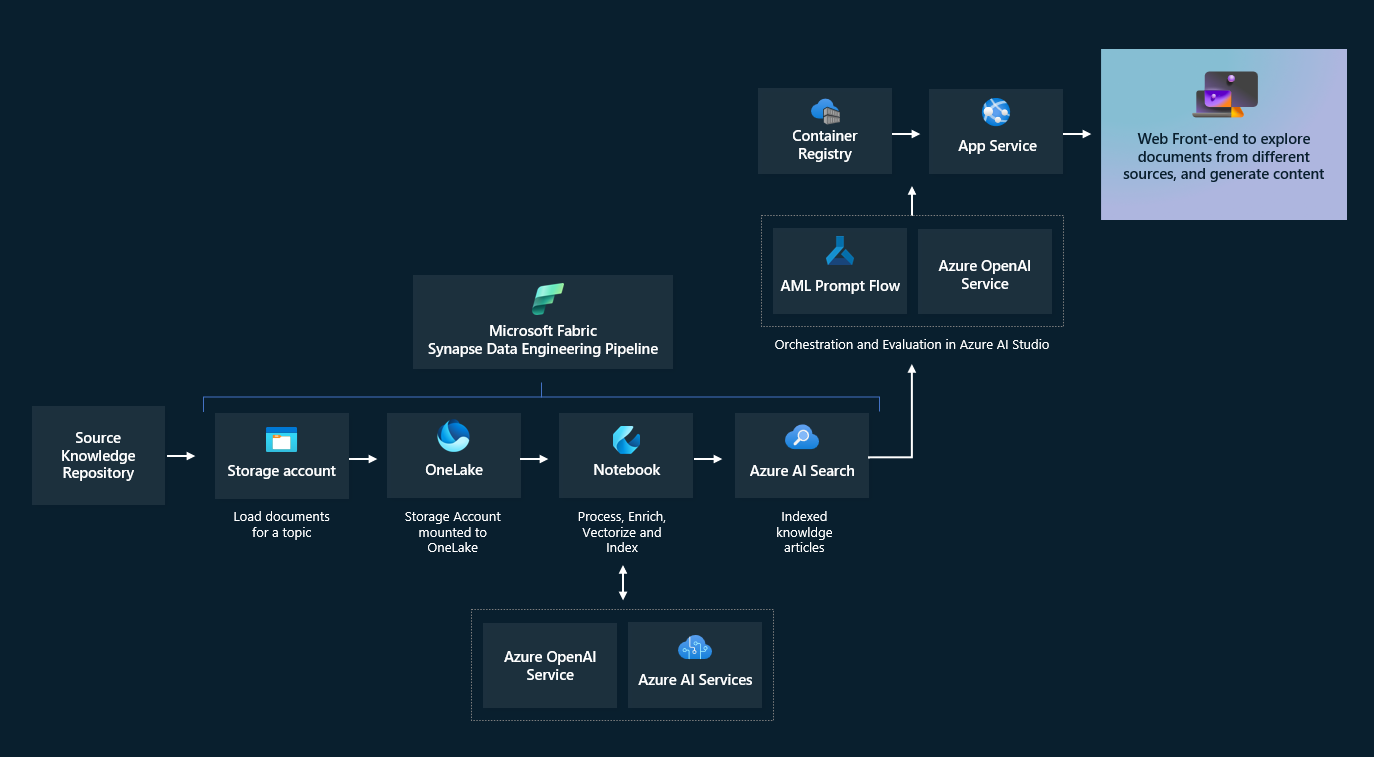 Container
Registry
App Service
Web Front-end to explore
documents from different
sources, and generate content
AML Prompt Flow
Azure OpenAI
Service
Orchestration and Evaluation in Azure AI Studio
Microsoft Fabric
Synapse Data Engineering Pipeline
Source
Knowledge
Repository
Storage account
Load documents
for a topic
OneLake
Storage Account
mounted to
OneLake
Notebook
Process, Enrich,
Vectorize and
Index
Azure AI Search
Indexed
knowldge
articles
Azure OpenAI
Service
Azure AI Services